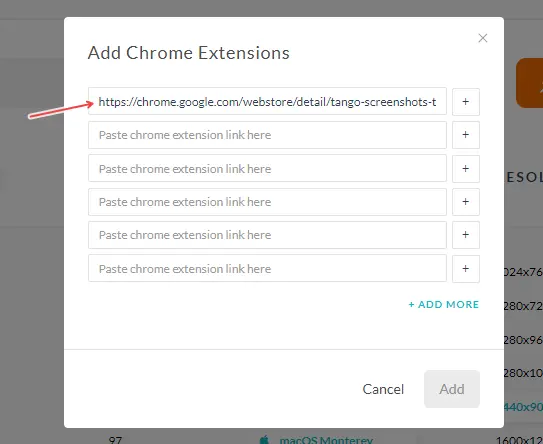 Add Chrome Extensions
https://chrome.google.com/webstore/detail/tango-screenshots-t
+
Paste chrome extension link here
+
Paste chrome extension link here
+
Paste chrome extension link here
+
Paste chrome extension link here
+
Paste chrome extension link here
+
+ ADD MORE
Cancel
Add
ESOL
024x76
280x72
280x96
280x10
440x90
97
macOS Monterey
1600x12